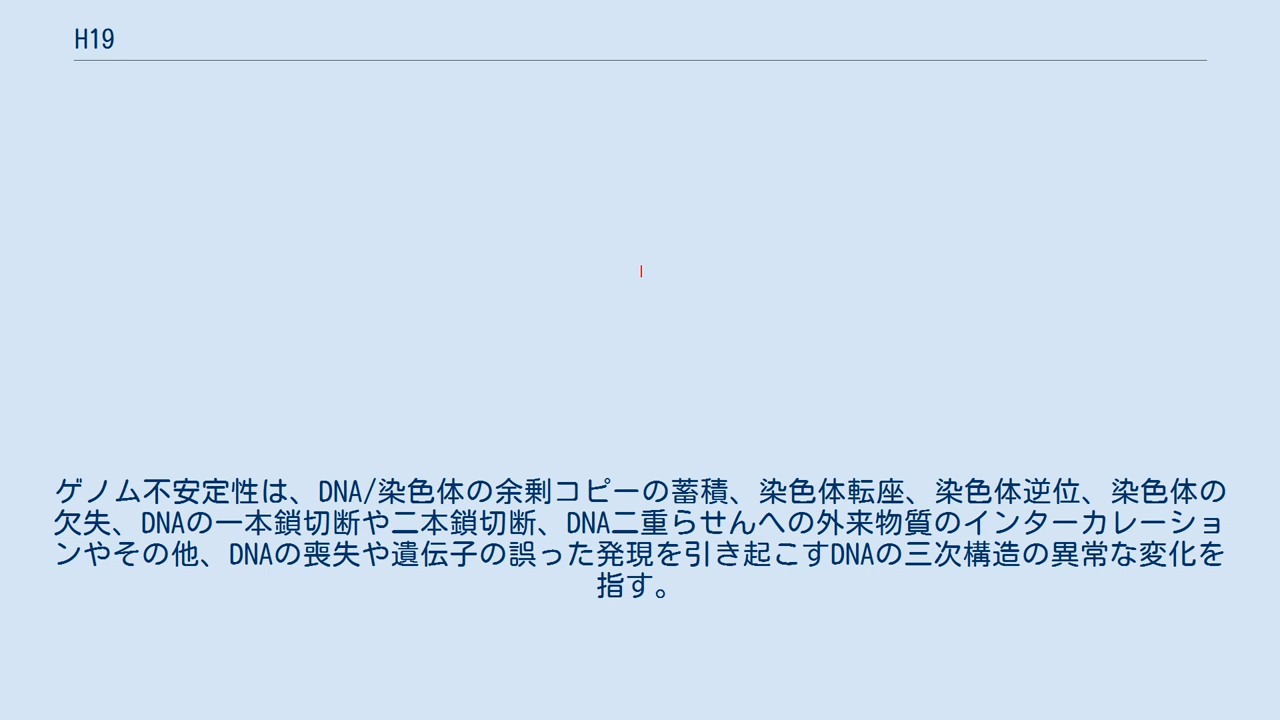 H19
ゲノム不安定性は、DNA/染色体の余剰コピーの蓄積、染色体転座、染色体逆位、染色体の
欠失、DNAの一本鎖切断や二本鎖切断、DNA二重らせんへの外来物質のインターカレーショ
ンやその他、DNAの喪失や遺伝子の誤った発現を引き起こすDNAの三次構造の異常な変化を
指す。